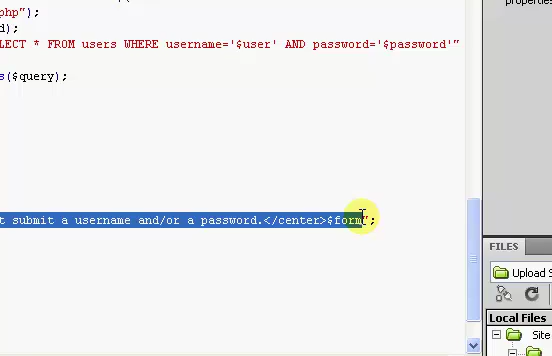 php");
d);
LECT * FROM users WHERE username='$user' AND password='$password'"
s($query);
t submit a username and/or a password.</center>$form";
properties
FILES
Upload S
Local Files
Site